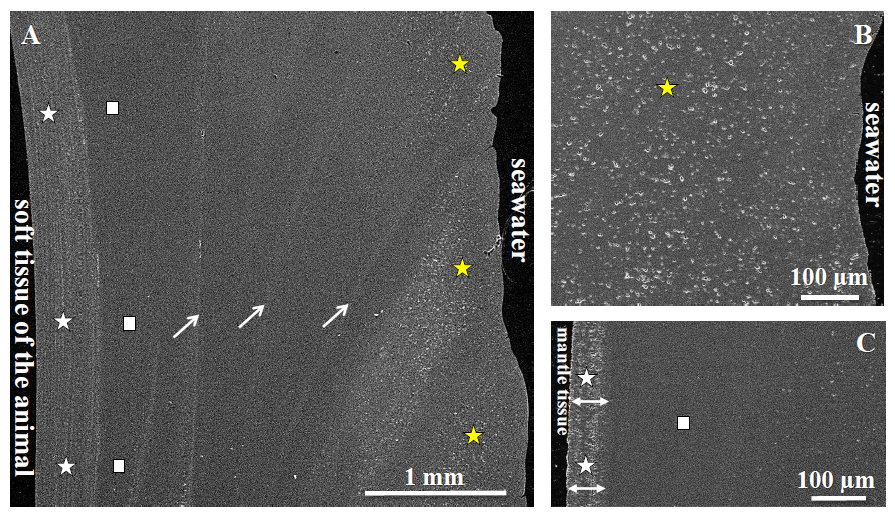 A
soft tissue of the animal
seawater
1 mm
B
seawater
100 µm
C
mantle tissue
100 µm